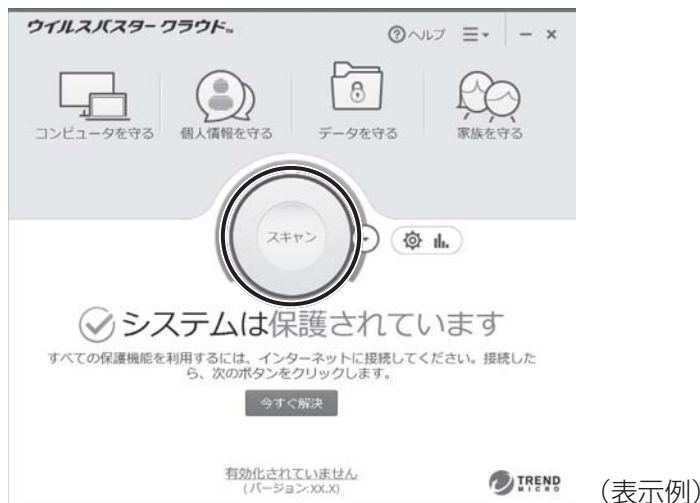 ウイルスバスター クラウド™
ヘルプ
コンピュータを守る
個人情報を守る
データを守る
家族を守る
スキャン
システムは保護されています
すべての保護機能を利用するには、インターネットに接続してください。接続した
ら、次のボタンをクリックします。
今すぐ解決
有効化されていません
(バージョン:XX.X)
TREND
MICRO
(表示例)